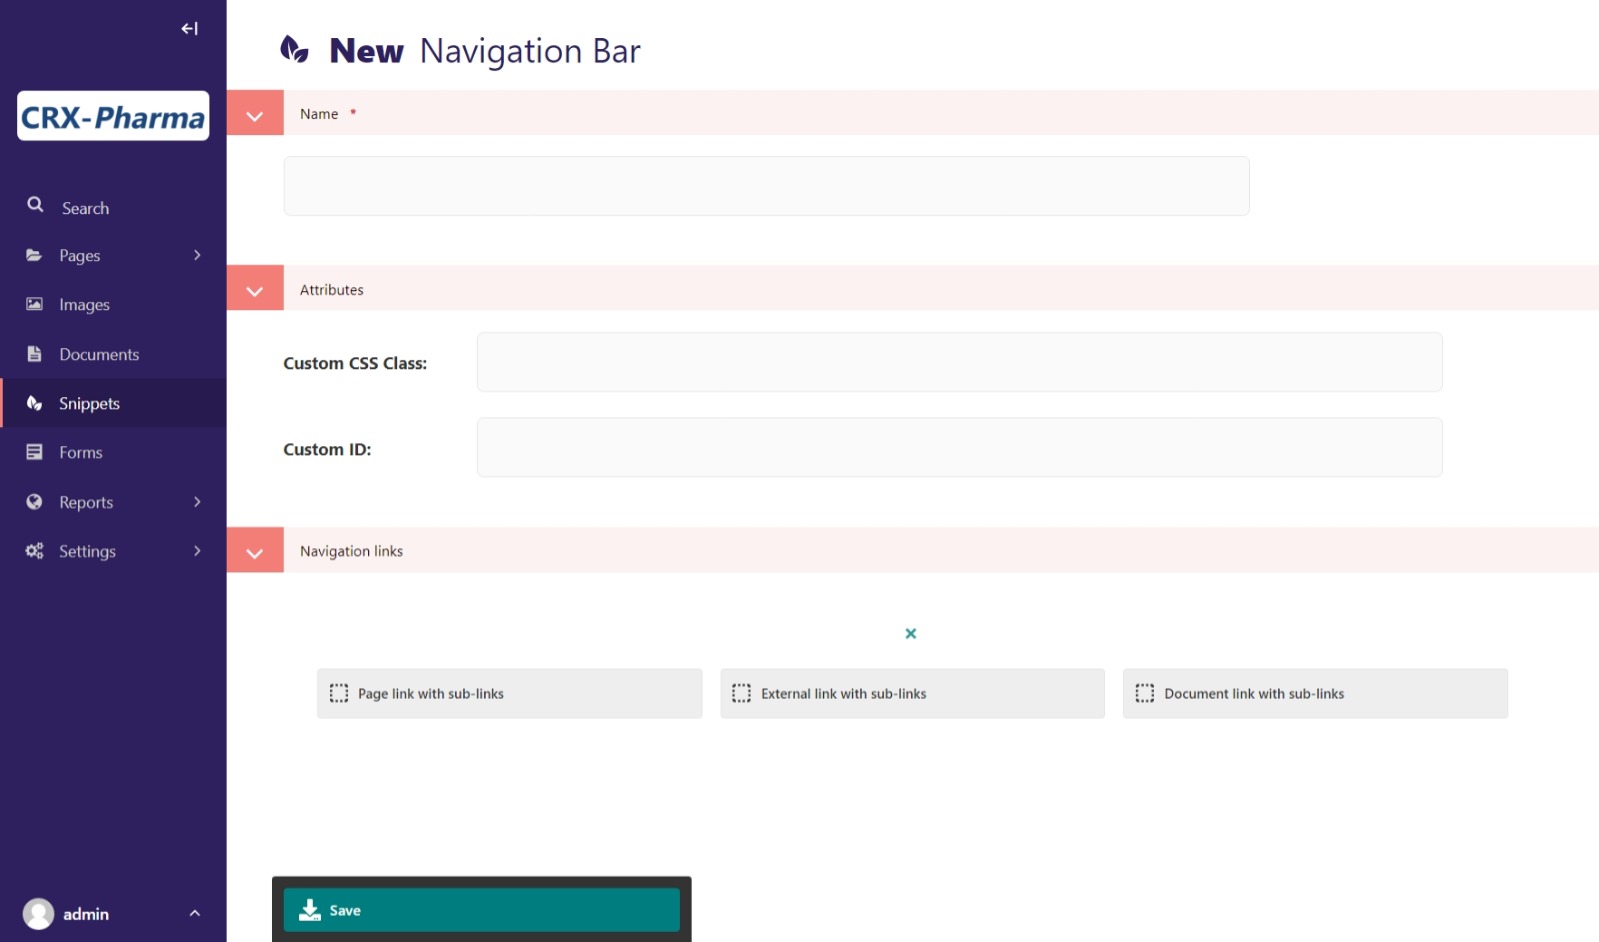 New Navigation Bar
CRX-Pharma
Search
Pages
Images
Documents
Snippets
Forms
Reports
Settings
admin
Name *
Attributes
Custom CSS Class:
Custom ID:
Navigation links
Page link with sub-links
External link with sub-links
Document link with sub-links
Save